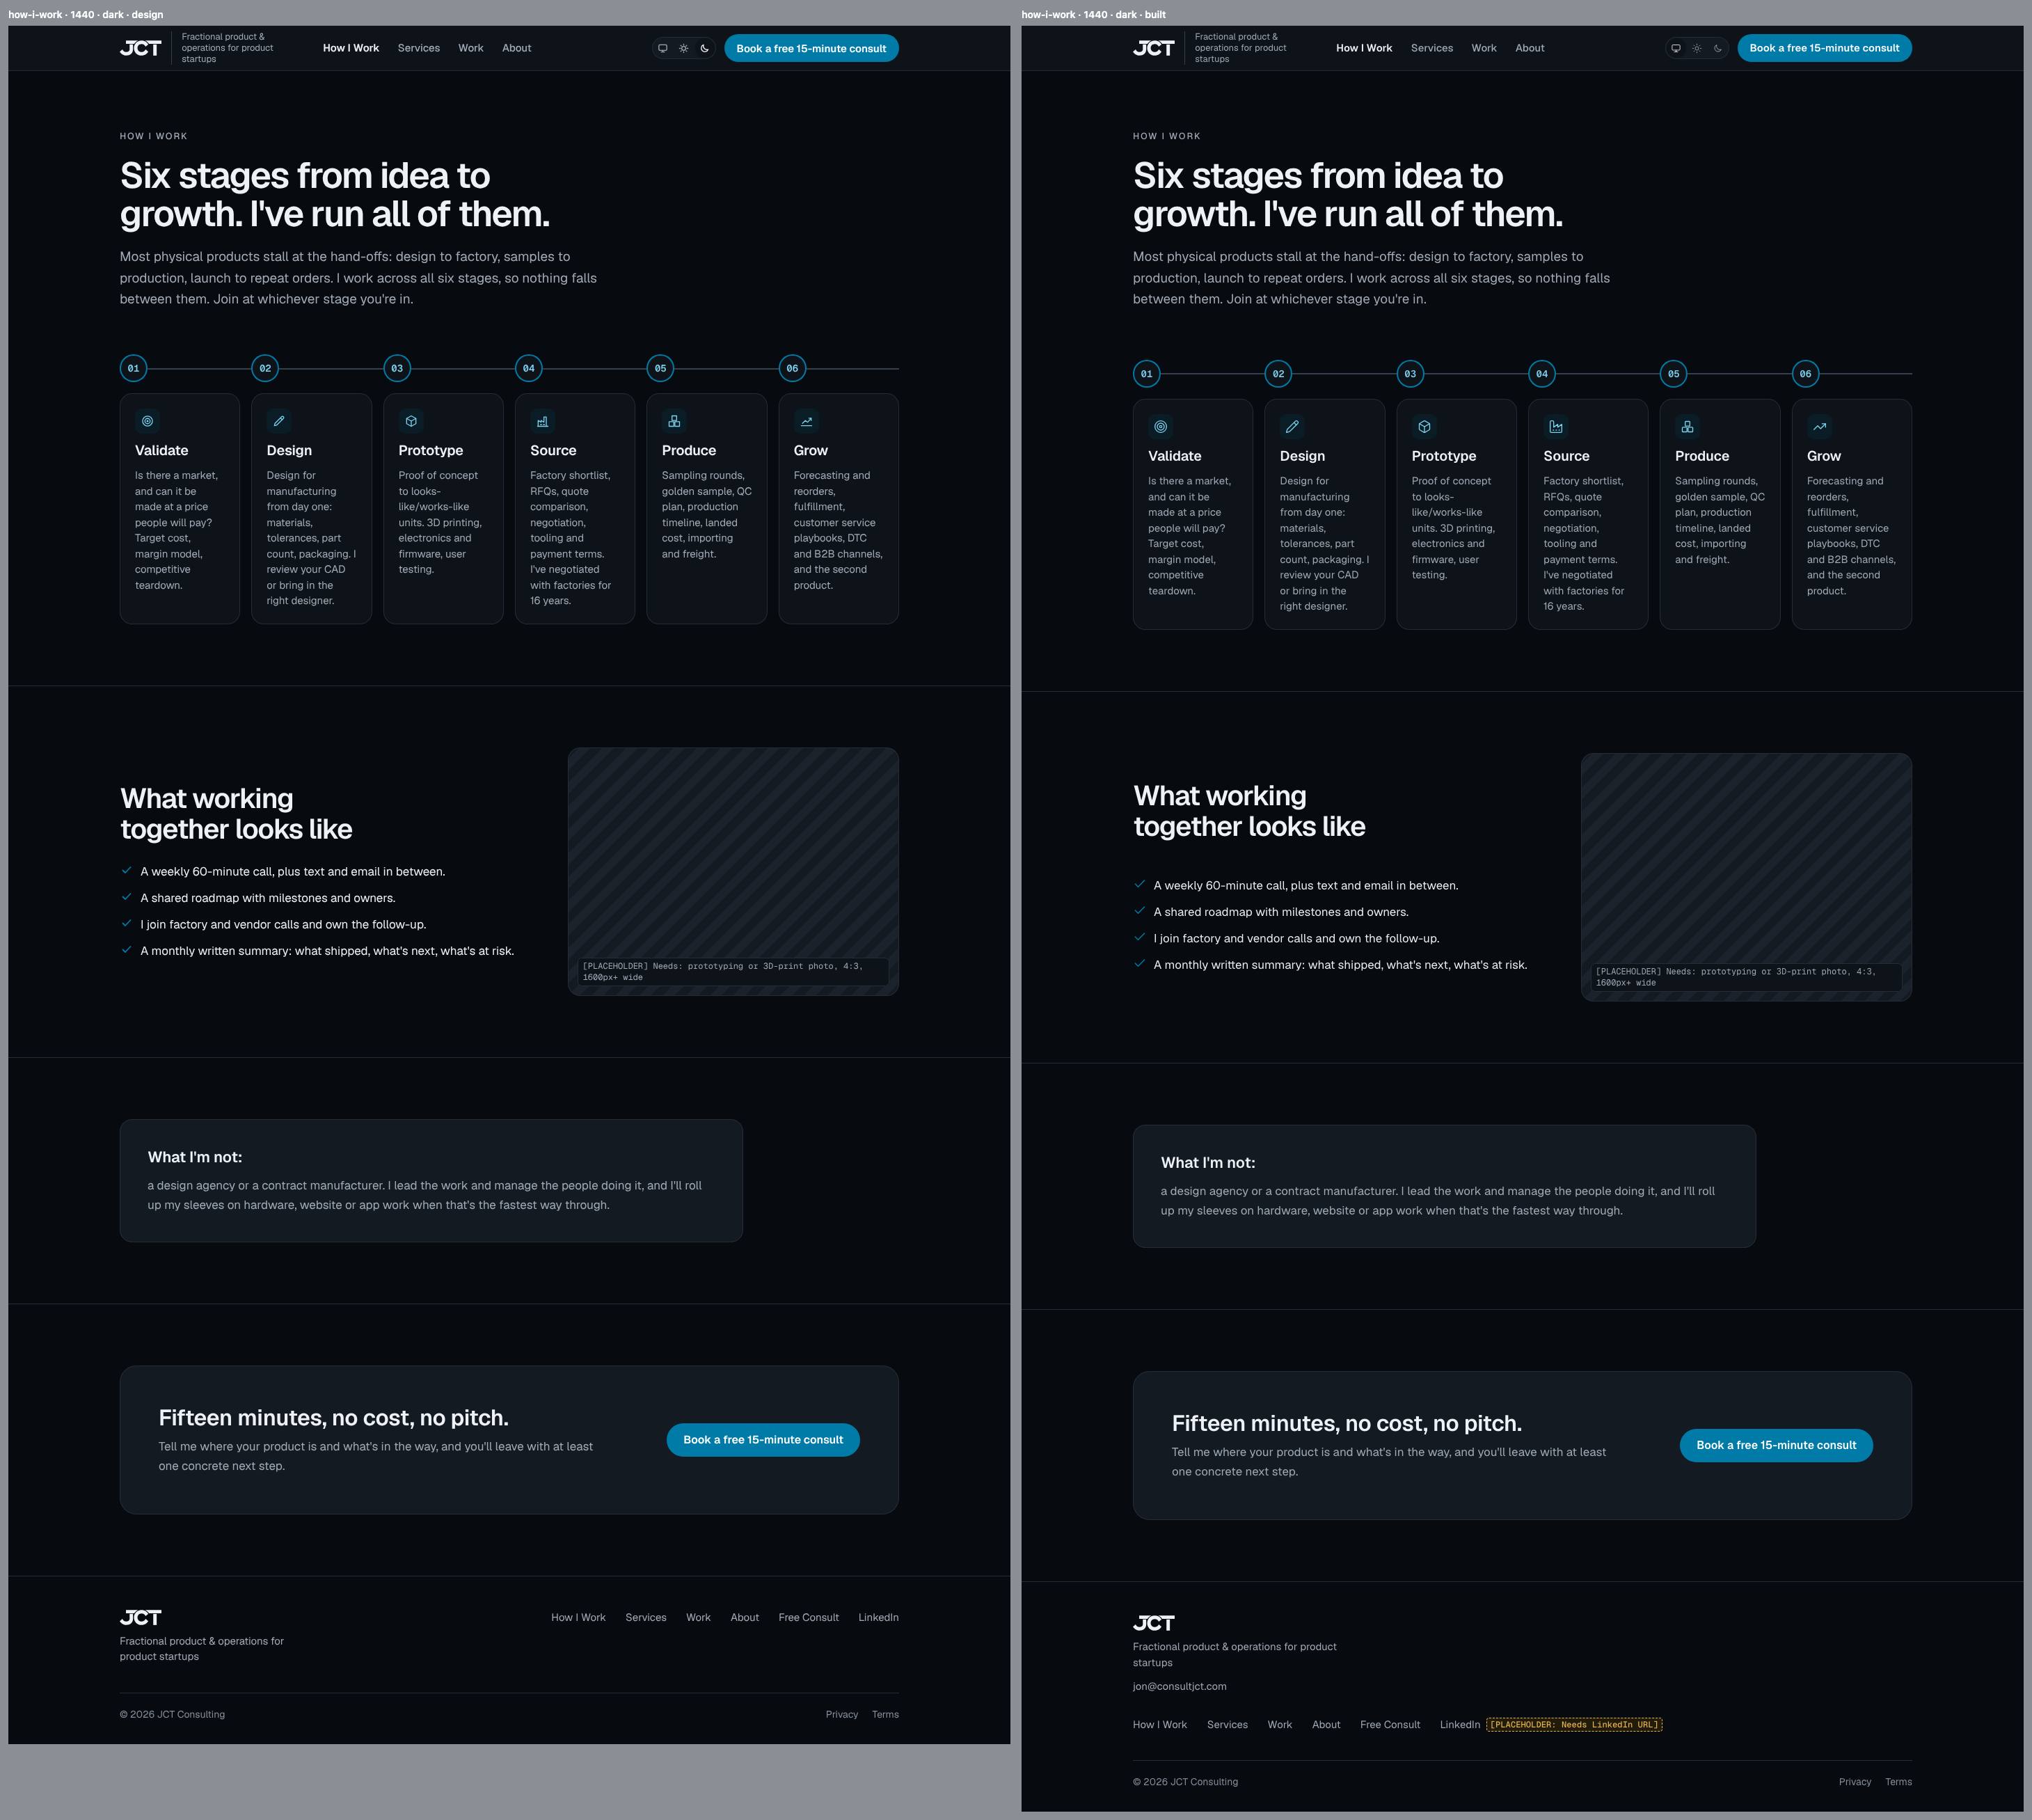 how-i-work · 1440 · dark · design
JCT
Fractional product &
operations for product
startups
How I Work
Services
Work
About
Book a free 15-minute consult
HOW I WORK
Six stages from idea to
growth. I've run all of them.
Most physical products stall at the hand-offs: design to factory, samples to
production, launch to repeat orders. I work across all six stages, so nothing falls
between them. Join at whichever stage you're in.
01
02
03
04
05
06
Validate
Is there a market,
and can it be
made at a price
people will pay?
Target cost,
margin model,
competitive
teardown.
Design
Design for
manufacturing
from day one:
materials,
tolerances, part
count, packaging. I
review your CAD
or bring in the
right designer.
Prototype
Proof of concept
to looks-
like/works-like
units. 3D printing,
electronics and
firmware, user
testing.
Source
Factory shortlist,
RFQs, quote
comparison,
negotiation,
tooling and
payment terms.
I've negotiated
with factories for
16 years.
Produce
Sampling rounds,
golden sample, QC
plan, production
timeline, landed
cost, importing
and freight.
Grow
Forecasting and
reorders,
fulfillment,
customer service
playbooks, DTC
and B2B channels,
and the second
product.
What working
together looks like
A weekly 60-minute call, plus text and email in between.
A shared roadmap with milestones and owners.
I join factory and vendor calls and own the follow-up.
A monthly written summary: what shipped, what's next, what's at risk.
[PLACEHOLDER] Needs: prototyping or 3D-print photo, 4:3,
1600px+ wide
What I'm not:
a design agency or a contract manufacturer. I lead the work and manage the people doing it, and I'll roll
up my sleeves on hardware, website or app work when that's the fastest way through.
Fifteen minutes, no cost, no pitch.
Tell me where your product is and what's in the way, and you'll leave with at least
one concrete next step.
Book a free 15-minute consult
JCT
Fractional product & operations for
product startups
How I Work
Services
Work
About
Free Consult
LinkedIn
© 2026 JCT Consulting
Privacy
Terms
how-i-work · 1440 · dark · built
JCT
Fractional product &
operations for product
startups
How I Work
Services
Work
About
Book a free 15-minute consult
HOW I WORK
Six stages from idea to
growth. I've run all of them.
Most physical products stall at the hand-offs: design to factory, samples to
production, launch to repeat orders. I work across all six stages, so nothing falls
between them. Join at whichever stage you're in.
01
02
03
04
05
06
Validate
Is there a market,
and can it be
made at a price
people will pay?
Target cost,
margin model,
competitive
teardown.
Design
Design for
manufacturing
from day one:
materials,
tolerances, part
count, packaging. I
review your CAD
or bring in the
right designer.
Prototype
Proof of concept
to looks-
like/works-like
units. 3D printing,
electronics and
firmware, user
testing.
Source
Factory shortlist,
RFQs, quote
comparison,
negotiation,
tooling and
payment terms.
I've negotiated
with factories for
16 years.
Produce
Sampling rounds,
golden sample, QC
plan, production
timeline, landed
cost, importing
and freight.
Grow
Forecasting and
reorders,
fulfillment,
customer service
playbooks, DTC
and B2B channels,
and the second
product.
What working
together looks like
A weekly 60-minute call, plus text and email in between.
A shared roadmap with milestones and owners.
I join factory and vendor calls and own the follow-up.
A monthly written summary: what shipped, what's next, what's at risk.
[PLACEHOLDER] Needs: prototyping or 3D-print photo, 4:3,
1600px+ wide
What I'm not:
a design agency or a contract manufacturer. I lead the work and manage the people doing it, and I'll roll
up my sleeves on hardware, website or app work when that's the fastest way through.
Fifteen minutes, no cost, no pitch.
Tell me where your product is and what's in the way, and you'll leave with at least
one concrete next step.
Book a free 15-minute consult
JCT
Fractional product & operations for product
startups
jon@consultjct.com
How I Work
Services
Work
About
Free Consult
LinkedIn
[PLACEHOLDER: Needs LinkedIn URL]
© 2026 JCT Consulting
Privacy
Terms